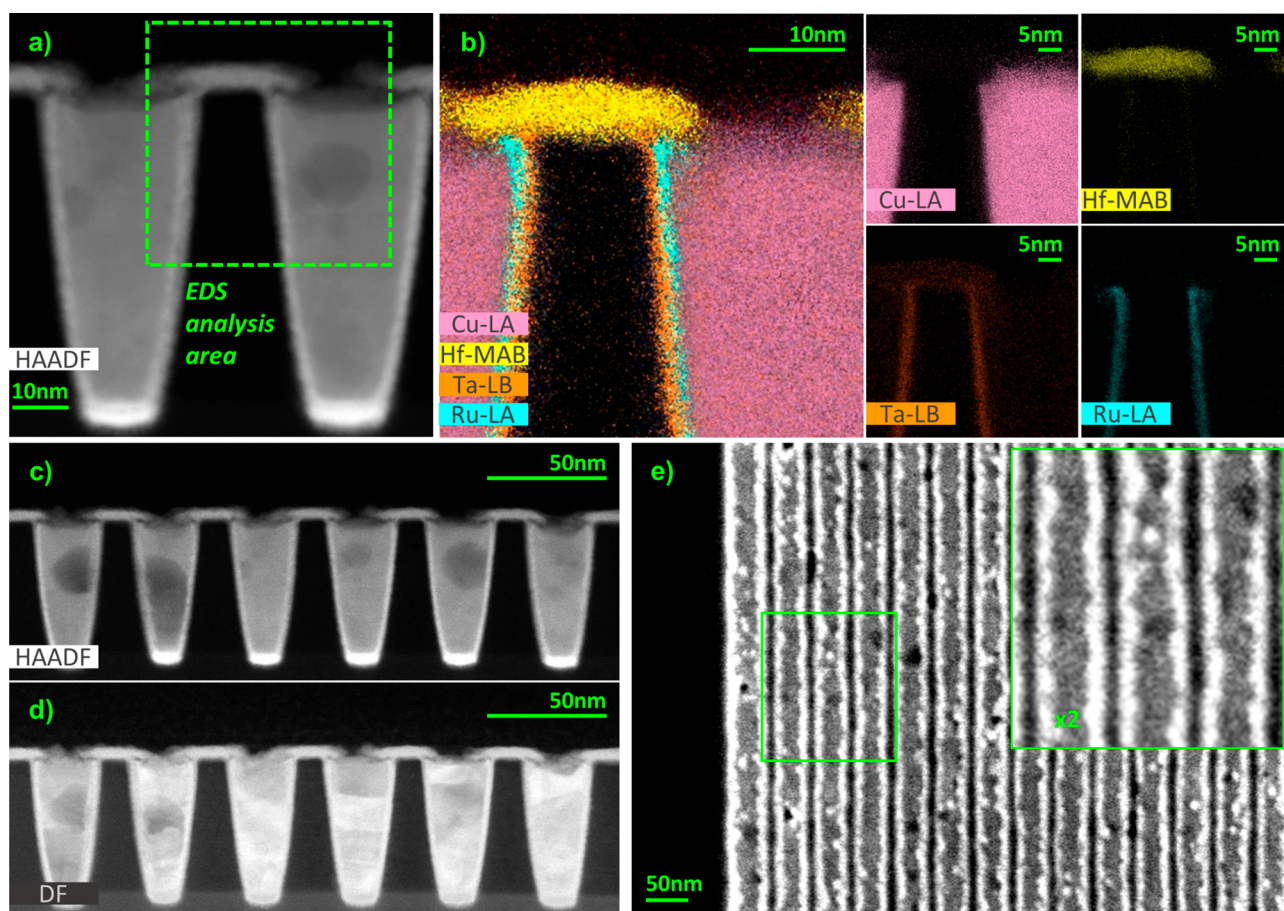 a)
EDS
analysis
area
HAADF
10nm
b)
10nm
Cu-LA
Hf-MAB
Ta-LB
Ru-LA
5nm
Cu-LA
5nm
Hf-MAB
5nm
Ta-LB
5nm
Ru-LA
c)
50nm
HAADF
d)
50nm
DF
e)
x2
50nm